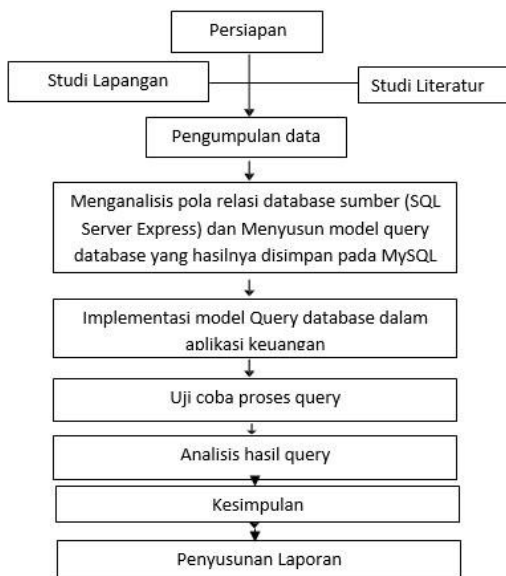 Persiapan
Studi Lapangan
Studi Literatur
Pengumpulan data
Menganalisis pola relasi database sumber (SQL
Server Express) dan Menyusun model query
database yang hasilnya disimpan pada MySQL
Implementasi model Query database dalam
aplikasi keuangan
Uji coba proses query
Analisis hasil query
Kesimpulan
Penyusunan Laporan